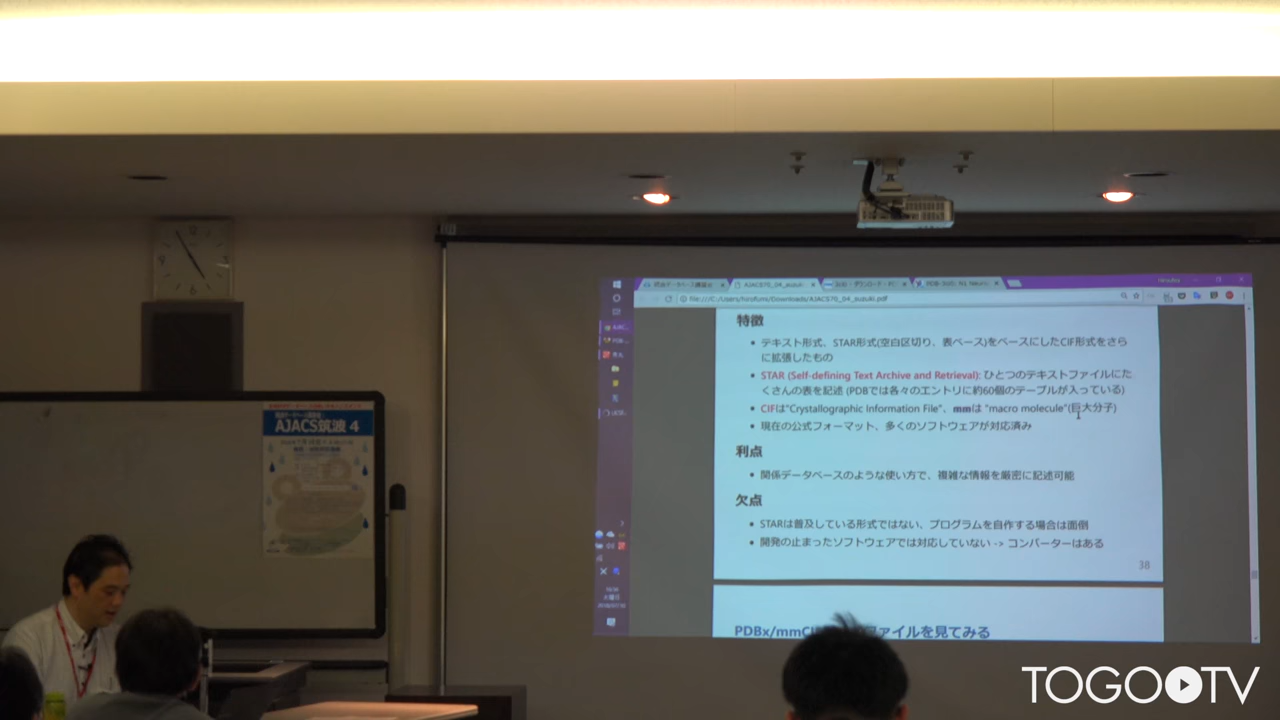 AJACS70_04_suzuki
file:///C:/Users/hirofumi/Downloads/AJACS70_04_suzuki.pdf
特徴
• テキスト形式、STAR形式(空白区切り、表ベース)をベースにしたCIF形式をさら
に拡張したもの
• STAR (Self-defining Text Archive and Retrieval): ひとつのテキストファイルにた
くさんの表を記述 (PDBでは各々のエントリに約60個のテーブルが入っている)
• CIFは"Crystallographic Information File"、mmは "macro molecule"(巨大分子)
• 現在の公式フォーマット、多くのソフトウェアが対応済み
利点
• 関係データベースのような使い方で、複雑な情報を厳密に記述可能
欠点
• STARは普及している形式ではない、プログラムを自作する場合は面倒
• 開発の止まったソフトウェアでは対応していない -> コンバーターはある
38
PDBx/mmCI ァイルを見てみる
AJACS筑波 4
TOGOTV